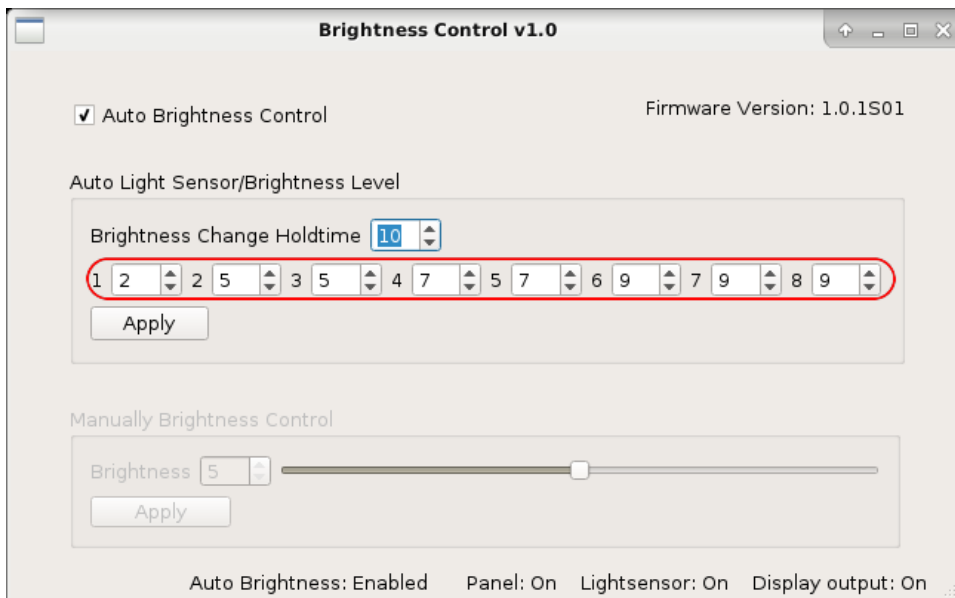 Brightness Control v1.0
Auto Brightness Control
Firmware Version: 1.0.1S01
Auto Light Sensor/Brightness Level
Brightness Change Holdtime 10
1 2 2 5 3 5 4 7 5 7 6 9 7 9 8 9
Apply
Manually Brightness Control
Brightness 5
Apply
Auto Brightness: Enabled Panel: On Lightsensor: On Display output: On